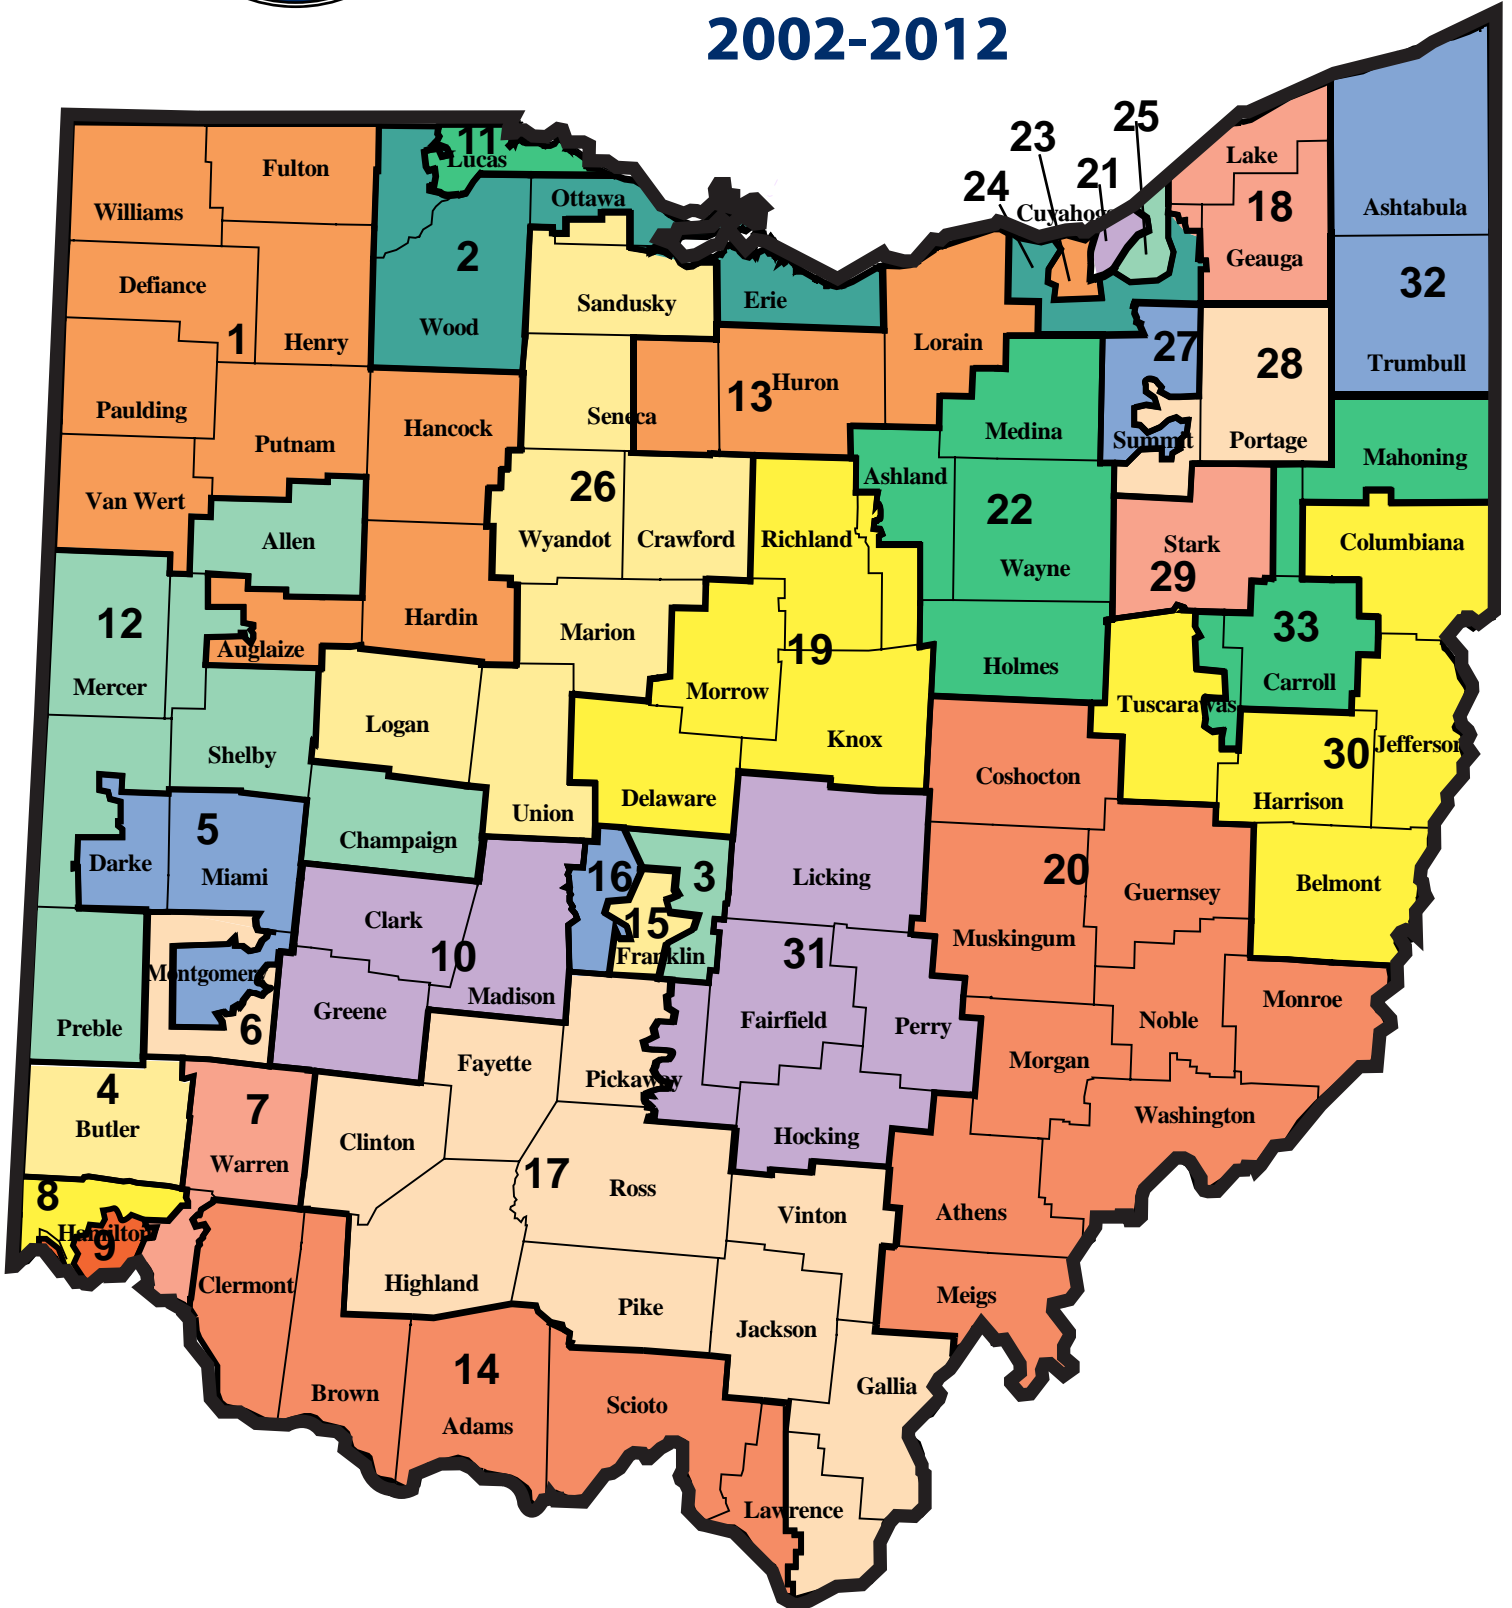 2002-2012
25
23
21
24
Cuyahog
11
Lucas
Lake
Fulton
Ottawa
18
Ashtabula
Williams
2
Geauga
Defiance
Sandusky
Erie
32
Wood
1
Henry
Lorain
27
28
Trumbull
13
Huron
Paulding
Seneca
Hancock
Medina
Summit
Portage
Putnam
Mahoning
Ashland
26
Van Wert
22
Allen
Wyandot
Crawford
Richland
Stark
Columbiana
Wayne
29
12
Hardin
Marion
33
Auglaize
19
Holmes
Mercer
Morrow
Carroll
Tuscarawas
Logan
Knox
Jefferson
Shelby
30
Coshocton
Delaware
Harrison
Union
5
Champaign
Darke
Miami
16
3
Licking
20
Guernsey
Belmont
Clark
15
Muskingum
10
Franklin
31
Montgomery
Madison
Monroe
Greene
Preble
6
Fairfield
Perry
Noble
Fayette
Morgan
Pickaway
4
Butler
7
Washington
Clinton
Hocking
Warren
17
Ross
8
Vinton
Athens
Hamilton
9
Clermont
Highland
Meigs
Pike
Jackson
14
Gallia
Brown
Scioto
Adams
Lawrence